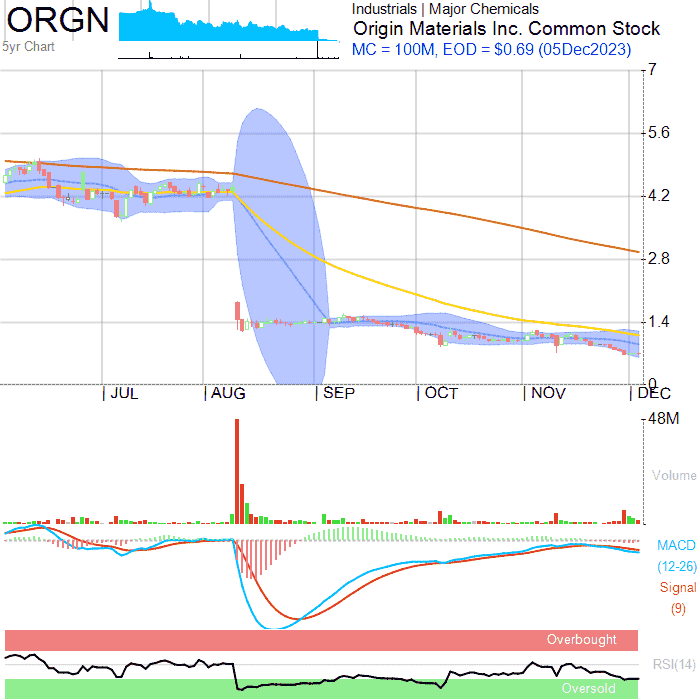 ORGN
5yr Chart
Industrials | Major Chemicals
Origin Materials Inc. Common Stock
MC = 100M, EOD = $0.69 (05Dec2023)
7
5.6
4.2
2.8
1.4
0
JUL
AUG
SEP
OCT
NOV
DEC
48M
Volume
MACD
(12-26)
Signal
(9)
Overbought
RSI(14)
Oversold